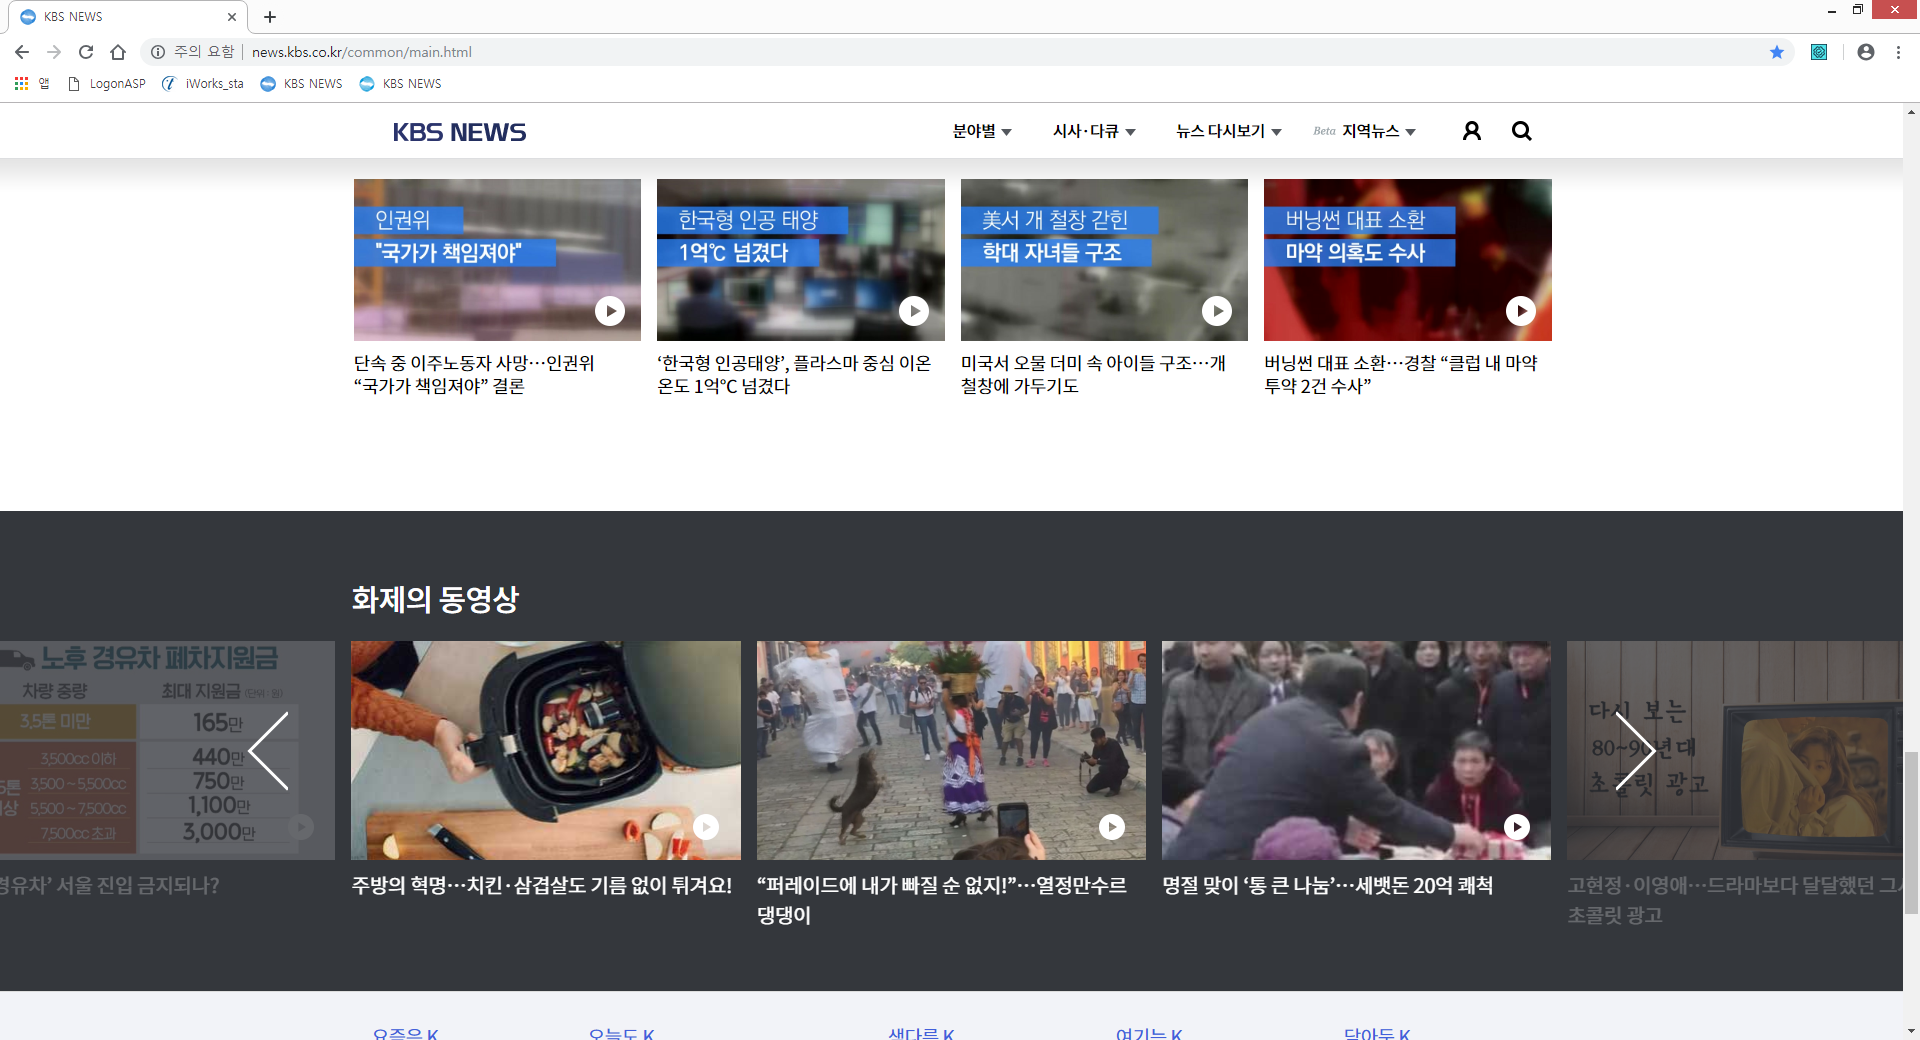 KBS NEWS
주의 요함 news.kbs.co.kr/common/main.html
앱 LogonASP iWorks_sta KBS NEWS KBS NEWS
KBS NEWS 분야별 시사·다큐 뉴스 다시보기 Beta 지역뉴스
인권위
"국가가 책임져야"
단속 중 이주노동자 사망…인권위
“국가가 책임져야” 결론
한국형 인공 태양
1억℃ 넘겼다
‘한국형 인공태양’, 플라스마 중심 이온
온도 1억℃ 넘겼다
美서 개 철창 갇힌
학대 자녀들 구조
미국서 오물 더미 속 아이들 구조…개
철창에 가두기도
버닝썬 대표 소환
마약 의혹도 수사
버닝썬 대표 소환…경찰 “클럽 내 마약
투약 2건 수사”
화제의 동영상
노후 경유차 폐차지원금
차량 중량 최대 지원금 (단위:원)
3.5톤 미만 165만
3,500cc 이하 440만
5톤 3,500 ~ 5,500cc 750만
상 5,500 ~ 7,500cc 1,100만
7,500cc 초과 3,000만
경유차’ 서울 진입 금지되나?
주방의 혁명…치킨·삼겹살도 기름 없이 튀겨요!
“퍼레이드에 내가 빠질 순 없지!”…열정만수르
댕댕이
명절 맞이 ‘통 큰 나눔’…세뱃돈 20억 쾌척
다시 보는
80~90년대
초콜릿 광고
고현정·이영애…드라마보다 달달했던 그시
초콜릿 광고
요즘은 K 오늘도 K 색다른 K 여기는 K 담아둔 K